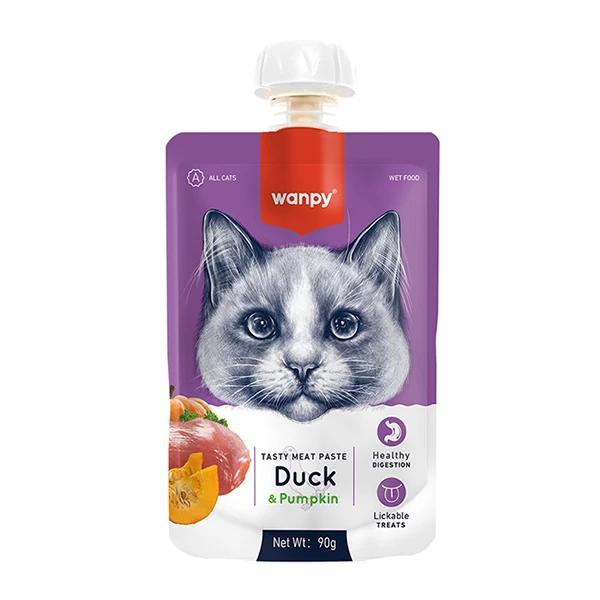 A ALL CATS
WET FOOD
wanpy®
TASTY MEAT PASTE
Duck
& Pumpkin
Healthy
DIGESTION
Lickable
TREATS
Net Wt: 90g